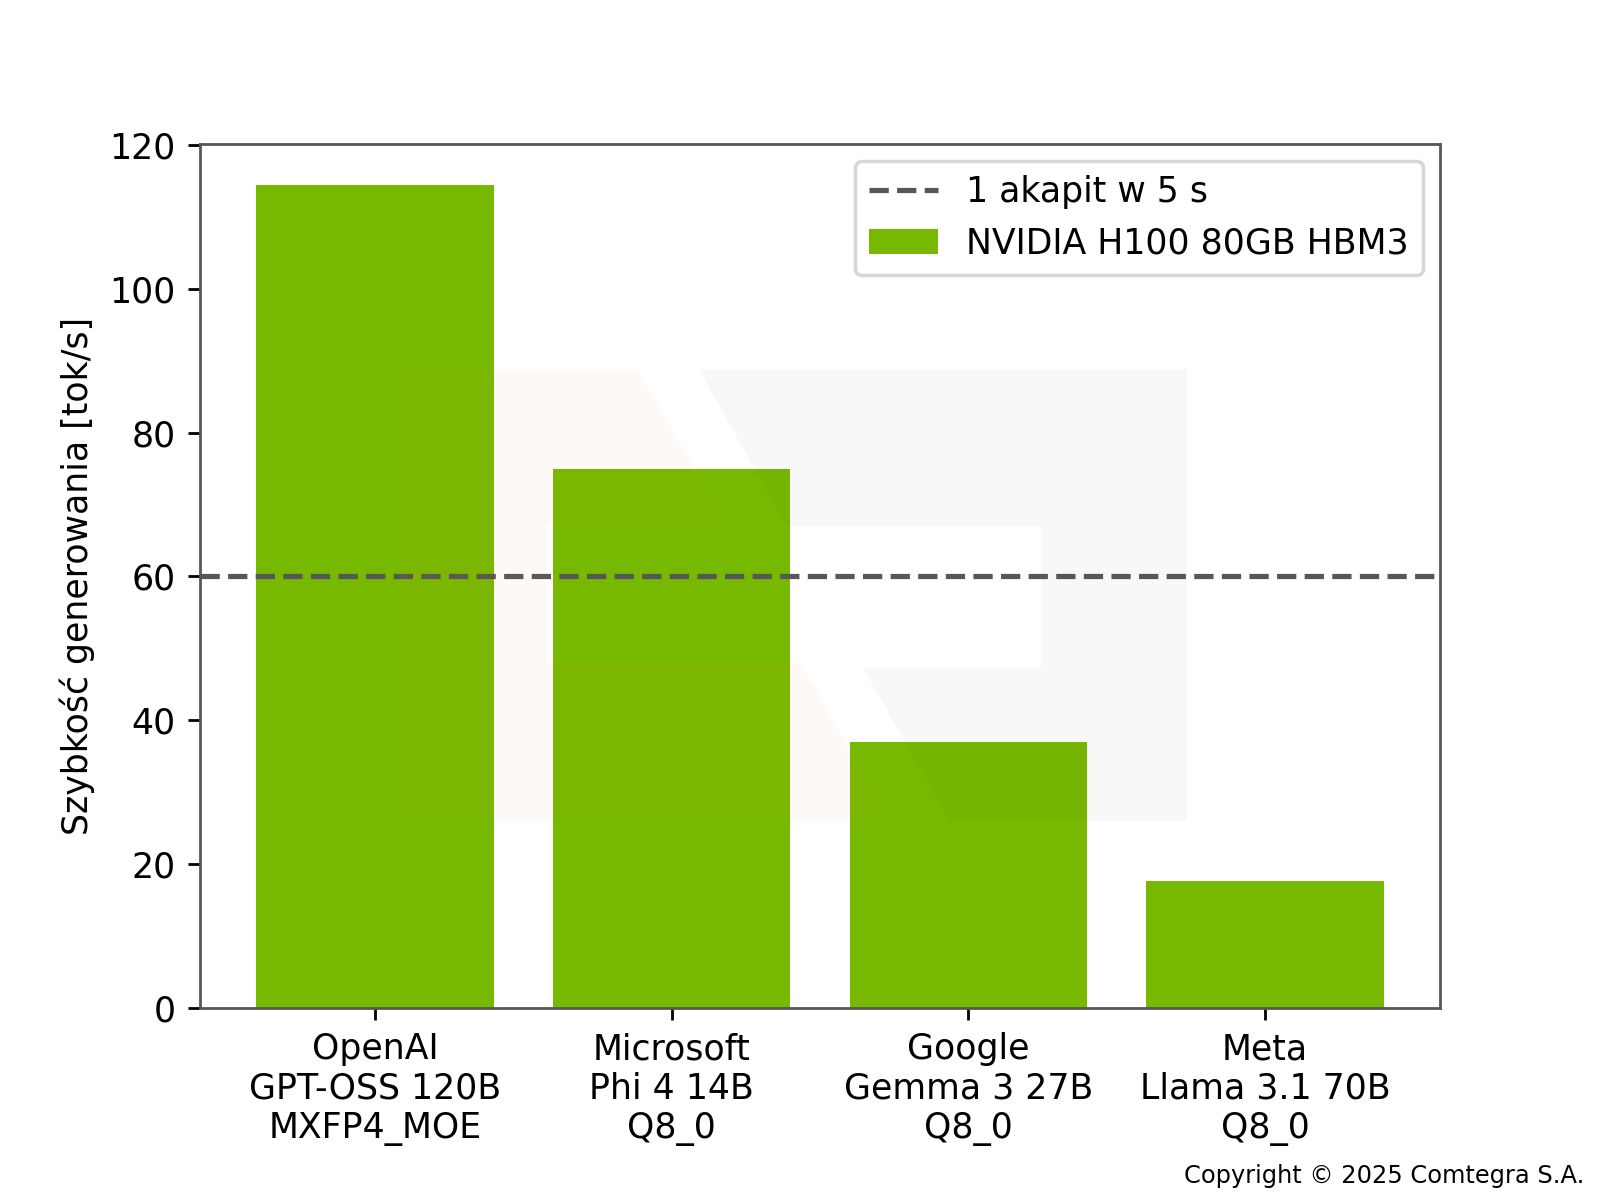 120
100
80
60
40
20
0
Szybkość generowania [tok/s]
1 akapit w 5 s
NVIDIA H100 80GB HBM3
OpenAI
GPT-OSS 120B
MXFP4_MOE
Microsoft
Phi 4 14B
Q8_0
Google
Gemma 3 27B
Q8_0
Meta
Llama 3.1 70B
Q8_0
Copyright © 2025 Comtegra S.A.